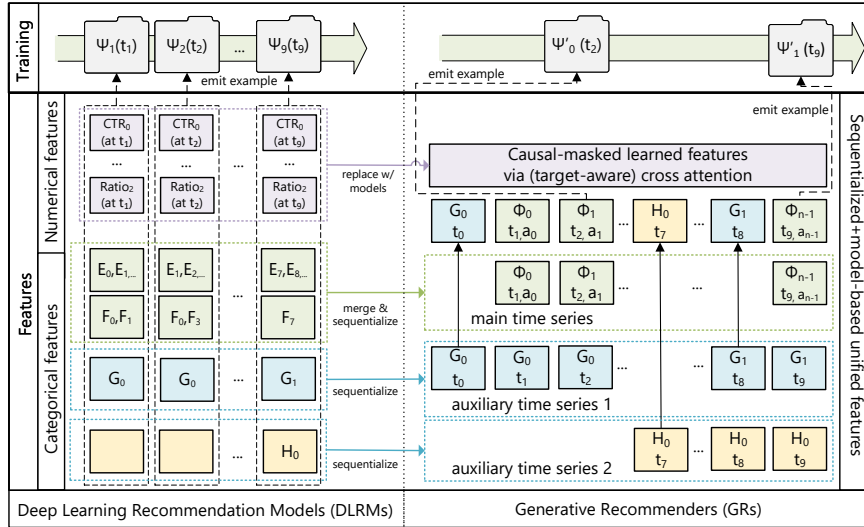 Training
Ψ₁(t₁) Ψ₂(t₂) ... Ψ₉(t₉)
emit example
Ψ'₀ (t₂) Ψ'₁ (t₉)
emit example
Features
Numerical features
CTR₀ (at t₁) CTR₀ (at t₂) CTR₀ (at t₉)
... ... ... ...
Ratio₂ (at t₁) Ratio₂ (at t₂) Ratio₂ (at t₉)
replace w/
models
Causal-masked learned features
via (target-aware) cross attention
G₀ Φ₀ Φ₁ H₀ G₁ Φₙ₋₁
t₀ t₁,a₀ t₂, a₁ ... t₇ ... t₈ t₉, aₙ₋₁
Categorical features
E₀,E₁,... E₁,E₂,... E₇,E₈,...
...
F₀,F₁ F₀,F₃ F₇
merge &
sequentialize
Φ₀ Φ₁ Φₙ₋₁
t₁,a₀ t₂, a₁ ... ... t₉, aₙ₋₁
main time series
G₀ G₀ ... G₁
sequentialize
G₀ G₀ G₀ G₁ G₁
t₀ t₁ t₂ ... ... t₈ t₉
auxiliary time series 1
... H₀
sequentialize
H₀ H₀ H₀
t₇ ... t₈ t₉
auxiliary time series 2
Sequentialized+model-based unified features
Deep Learning Recommendation Models (DLRMs)
Generative Recommenders (GRs)